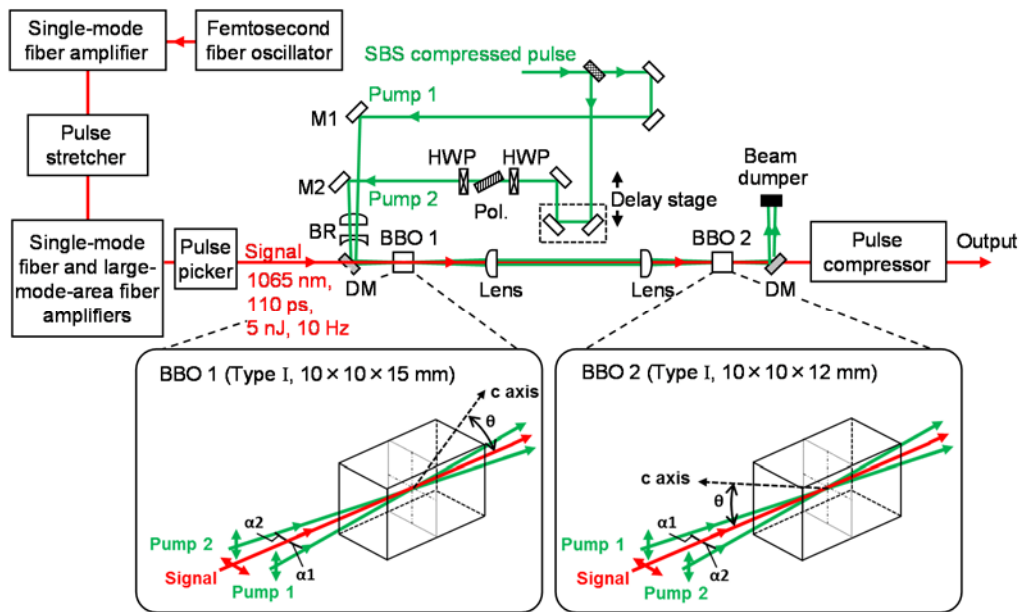 Single-mode
fiber amplifier
Femtosecond
fiber oscillator
SBS compressed pulse
Pump 1
M1
Pulse
stretcher
HWP
HWP
M2
Pump 2
Pol.
Delay stage
Beam
dumper
BR
BBO 1
BBO 2
Single-mode
fiber and large-
mode-area fiber
amplifiers
Pulse
picker
Signal
1065 nm,
110 ps,
5 nJ, 10 Hz
DM
Lens
Lens
DM
Pulse
compressor
Output
BBO 1 (Type I, 10×10×15 mm)
c axis
θ
α2
Pump 2
α1
Signal
Pump 1
BBO 2 (Type I, 10×10×12 mm)
c axis
θ
α1
Pump 1
α2
Signal
Pump 2